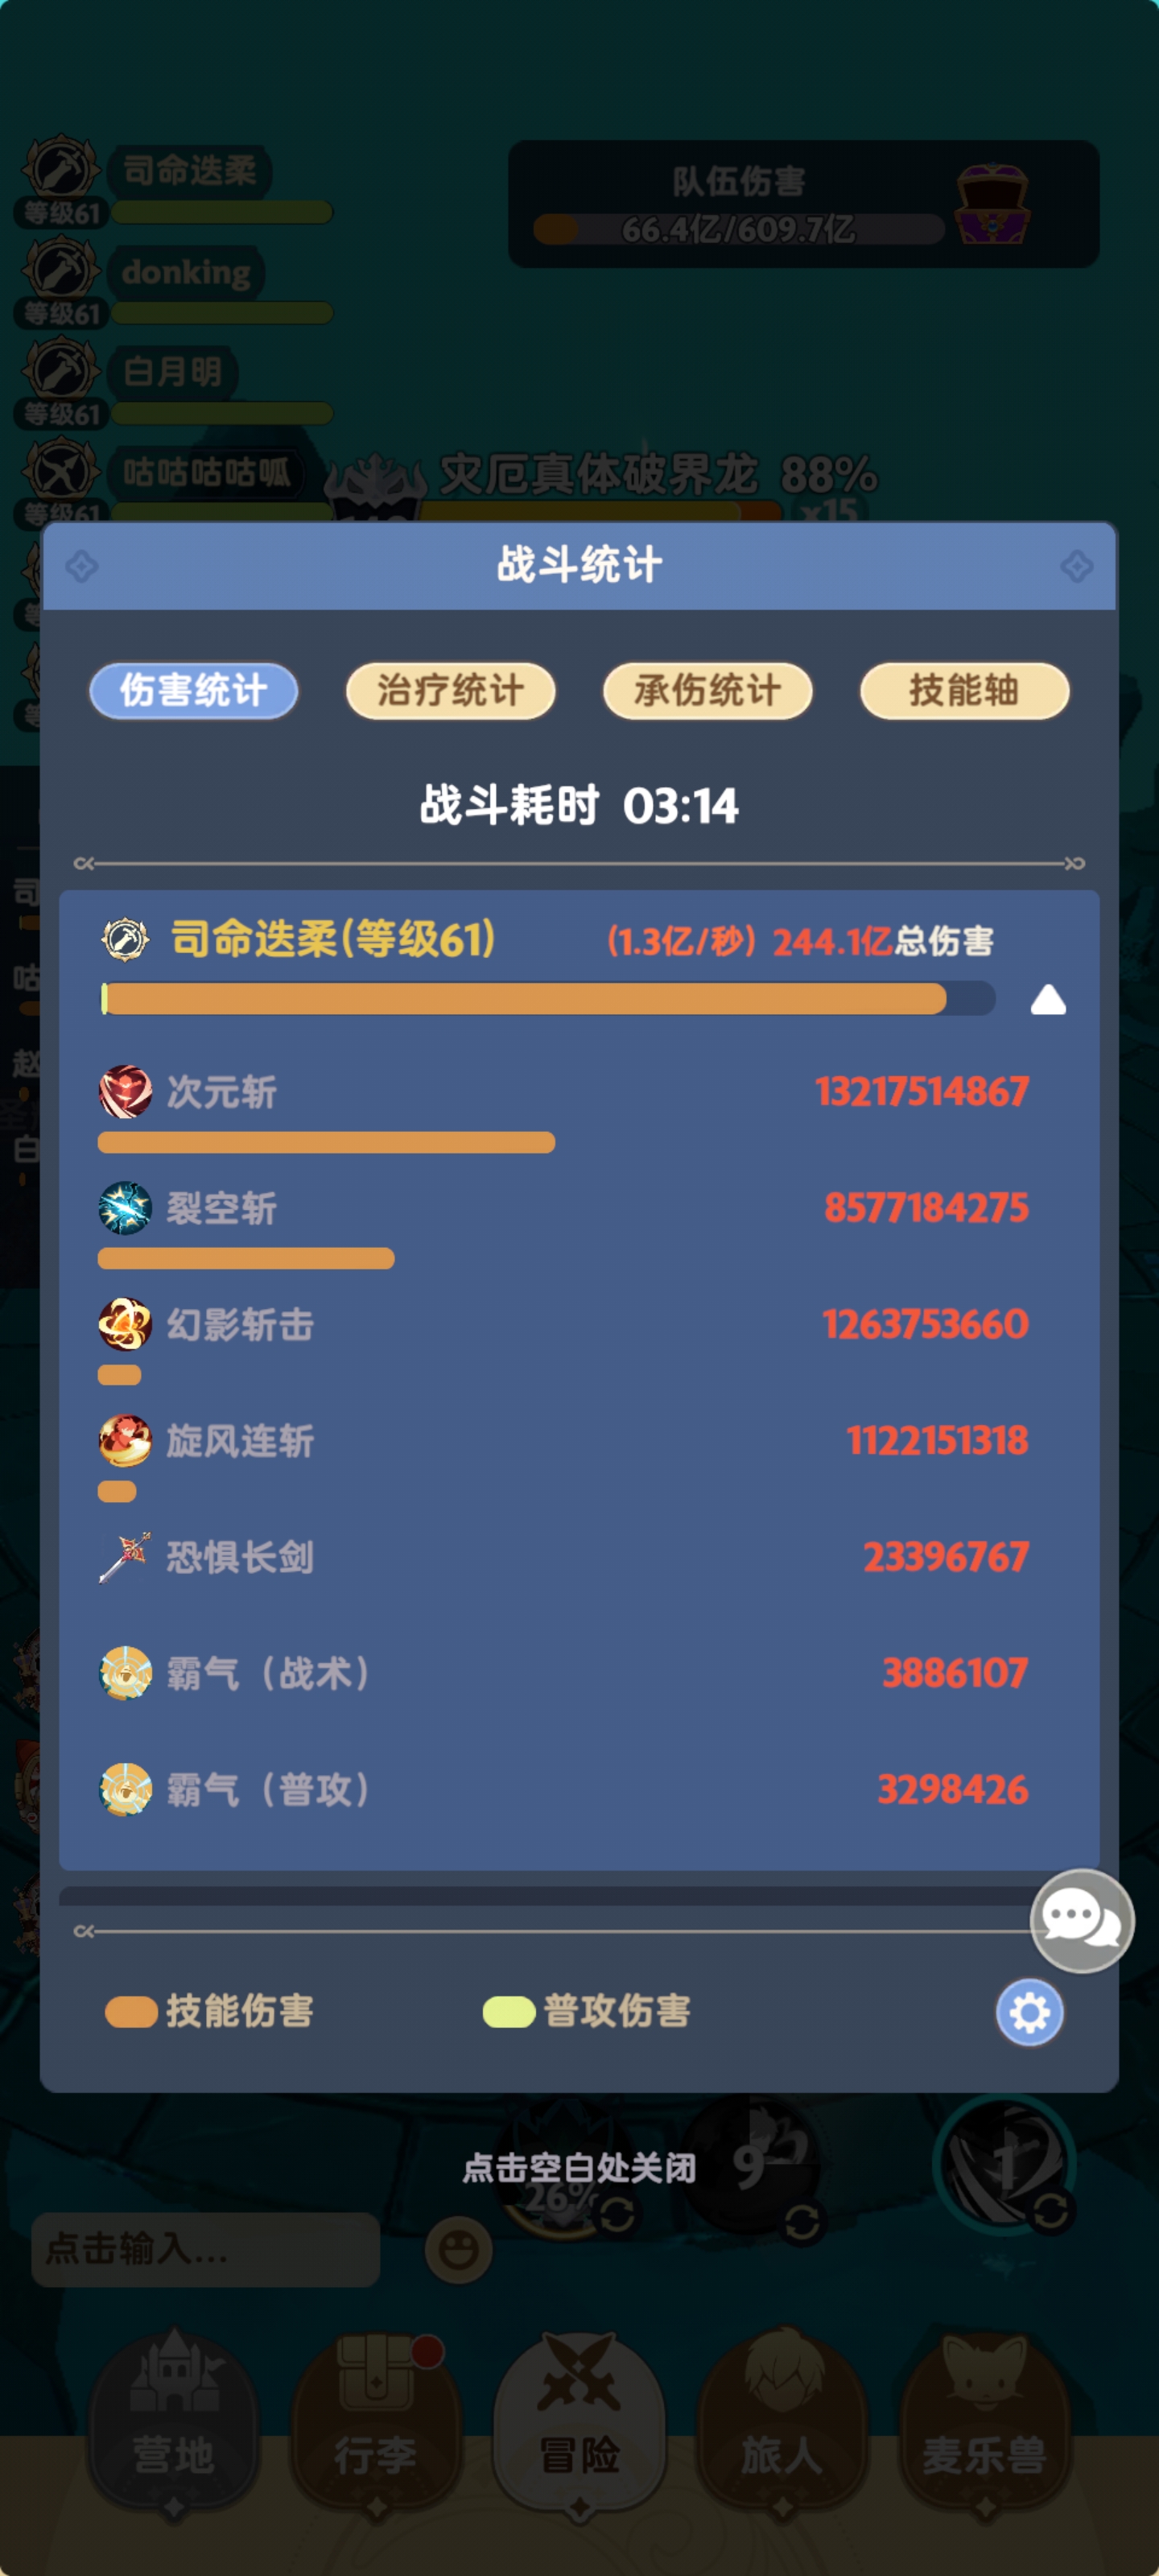 司命迭柔
等级61
队伍伤害
66.4亿/609.7亿
donking
等级61
白月明
等级61
咕咕咕咕呱
等级61
灾厄真体破界龙 88%
x15
战斗统计
伤害统计 治疗统计 承伤统计 技能轴
战斗耗时 03:14
司命迭柔(等级61) (1.3亿/秒) 244.1亿总伤害
次元斩 13217514867
裂空斩 8577184275
幻影斩击 1263753660
旋风连斩 1122151318
恐惧长剑 23396767
霸气（战术） 3886107
霸气（普攻） 3298426
技能伤害 普攻伤害
点击空白处关闭
26%
9
1
点击输入...
营地 行李 冒险 旅人 麦乐兽